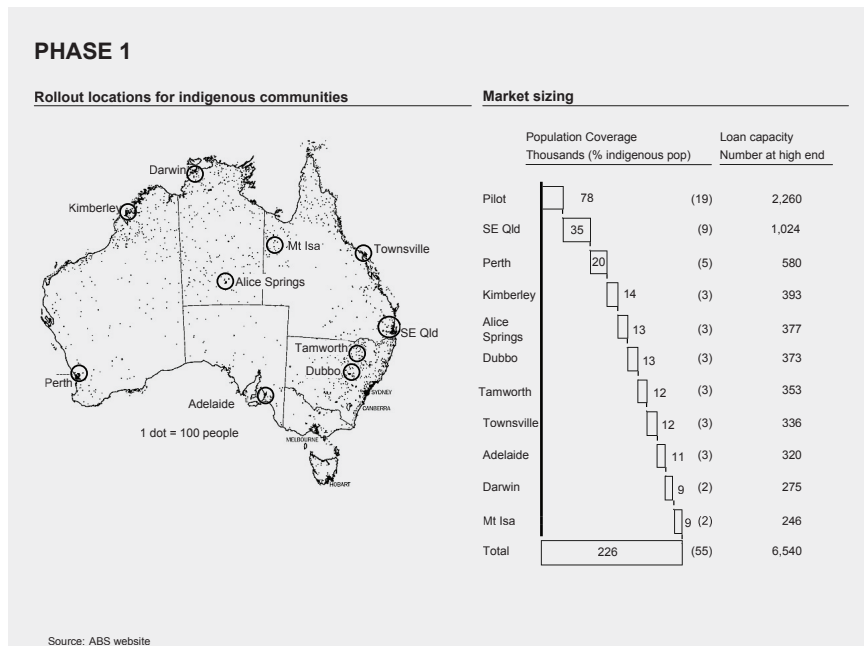 PHASE 1
Rollout locations for indigenous communities
Darwin
Kimberley
Mt Isa
Townsville
Alice Springs
SE Qld
Tamworth
Dubbo
Perth
Adelaide
SYDNEY
CANBERRA
1 dot = 100 people
MELBOURNE
HOBART
Market sizing
Population Coverage Loan capacity
Thousands (% indigenous pop) Number at high end
Pilot 78 (19) 2,260
SE Qld 35 (9) 1,024
Perth 20 (5) 580
Kimberley 14 (3) 393
Alice
Springs 13 (3) 377
Dubbo 13 (3) 373
Tamworth 12 (3) 353
Townsville 12 (3) 336
Adelaide 11 (3) 320
Darwin 9 (2) 275
Mt Isa 9 (2) 246
Total 226 (55) 6,540
Source: ABS website